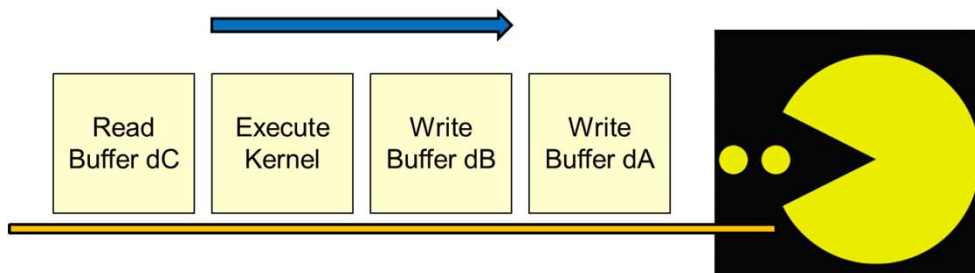 Read
Buffer dC
Execute
Kernel
Write
Buffer dB
Write
Buffer dA